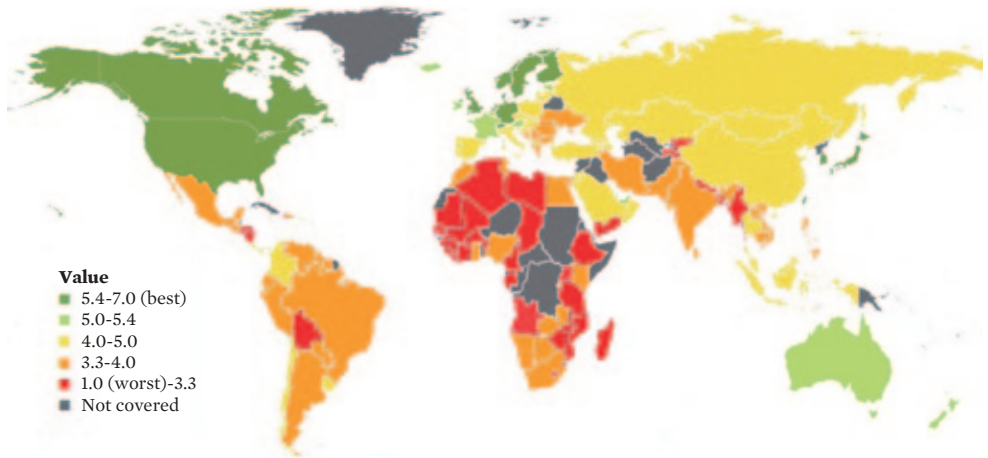 Value
5.4-7.0 (best)
5.0-5.4
4.0-5.0
3.3-4.0
1.0 (worst)-3.3
Not covered